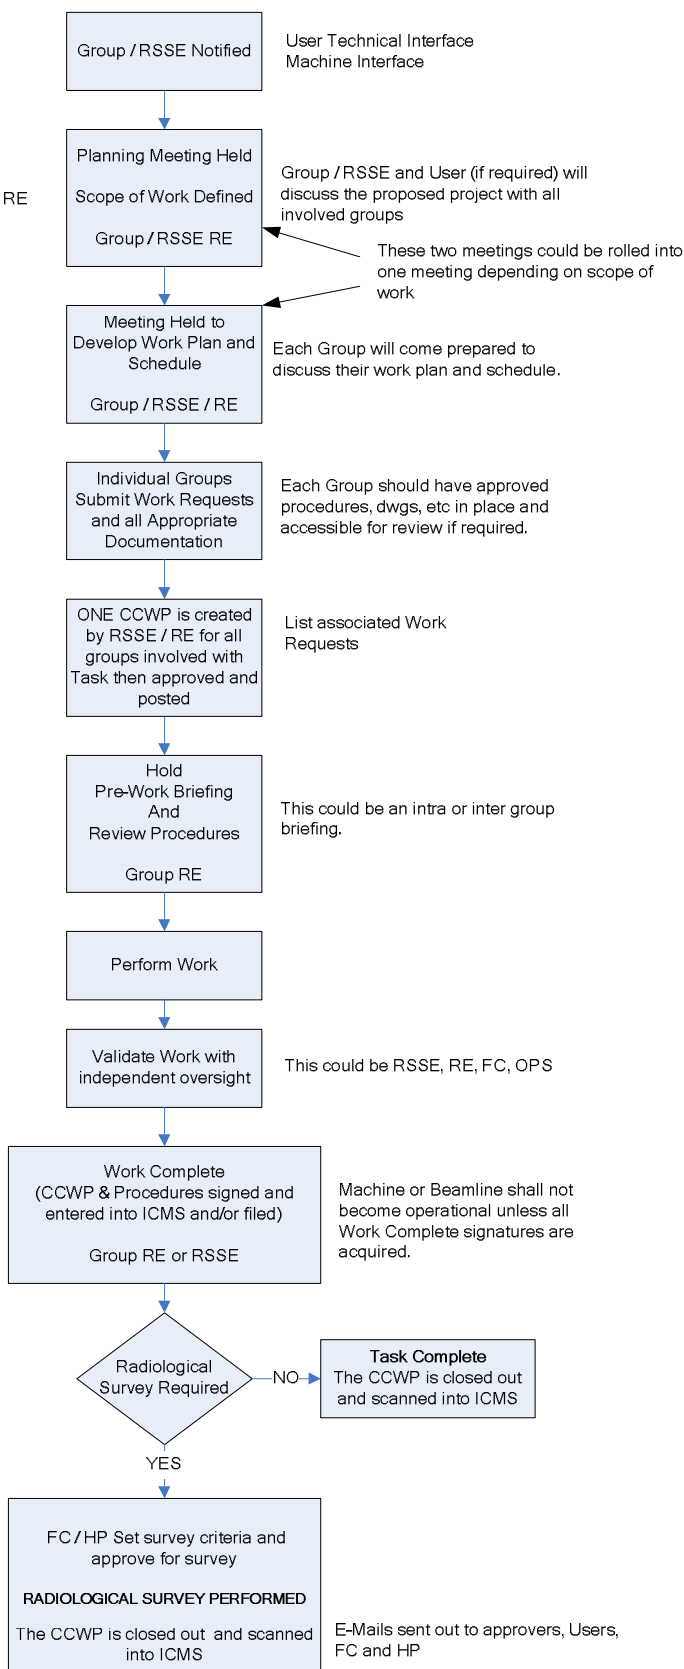 Group / RSSE Notified
User Technical Interface
Machine Interface
Planning Meeting Held
Scope of Work Defined
Group / RSSE RE
RE
Group / RSSE and User (if required) will
discuss the proposed project with all
involved groups
These two meetings could be rolled into
one meeting depending on scope of
work
Meeting Held to
Develop Work Plan and
Schedule
Group / RSSE / RE
Each Group will come prepared to
discuss their work plan and schedule.
Individual Groups
Submit Work Requests
and all Appropriate
Documentation
Each Group should have approved
procedures, dwgs, etc in place and
accessible for review if required.
ONE CCWP is created
by RSSE / RE for all
groups involved with
Task then approved and
posted
List associated Work
Requests
Hold
Pre-Work Briefing
And
Review Procedures
Group RE
This could be an intra or inter group
briefing.
Perform Work
Validate Work with
independent oversight
This could be RSSE, RE, FC, OPS
Work Complete
(CCWP & Procedures signed and
entered into ICMS and/or filed)
Group RE or RSSE
Machine or Beamline shall not
become operational unless all
Work Complete signatures are
acquired.
Radiological
Survey Required
NO
Task Complete
The CCWP is closed out
and scanned into ICMS
YES
FC / HP Set survey criteria and
approve for survey
RADIOLOGICAL SURVEY PERFORMED
The CCWP is closed out and scanned
into ICMS
E-Mails sent out to approvers, Users,
FC and HP